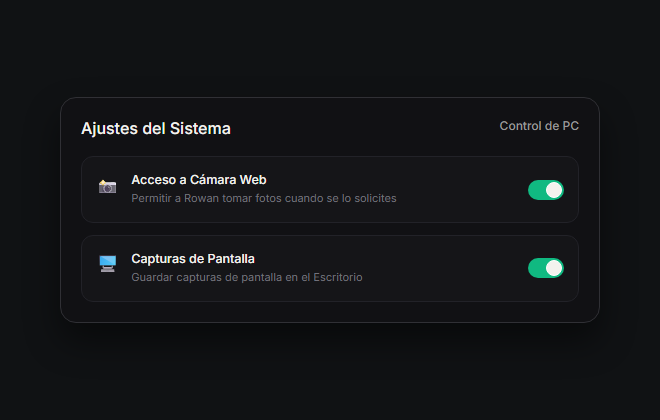 Ajustes del Sistema
Control de PC
Acceso a Cámara Web
Permitir a Rowan tomar fotos cuando se lo solicites
Capturas de Pantalla
Guardar capturas de pantalla en el Escritorio